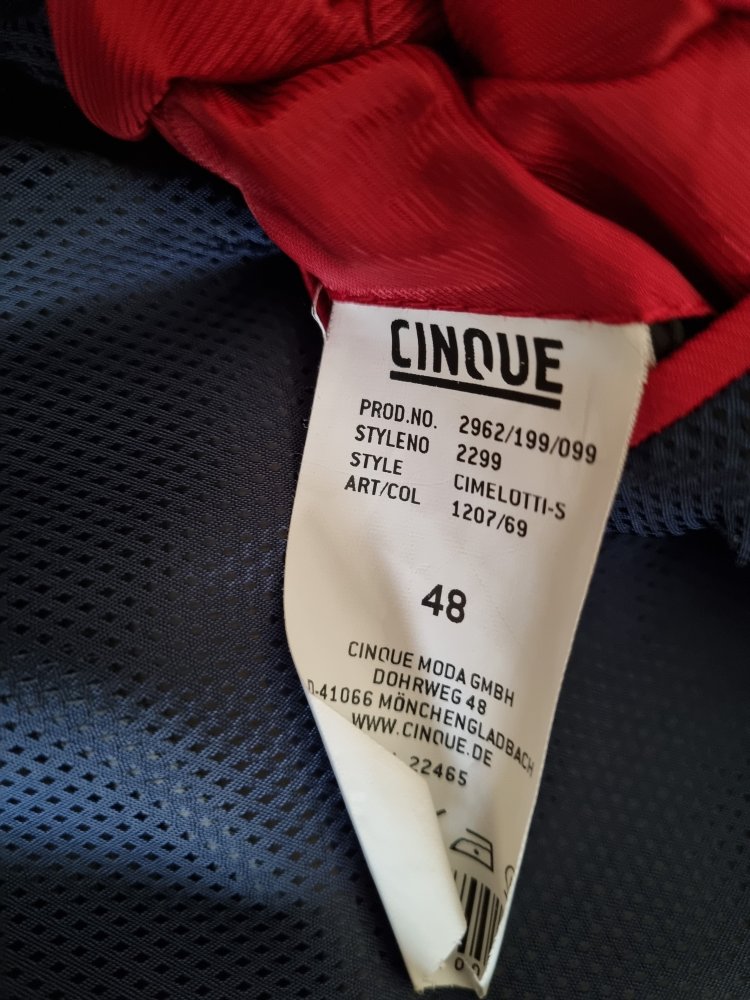 CINQUE
PROD.NO. 2962/199/099
STYLENO 2299
STYLE CIMELOTTI-S
ART/COL 1207/69
48
CINQUE MODA GMBH
DOHRWEG 48
D-41066 MÖNCHENGLADBACH
WWW.CINQUE.DE
22465